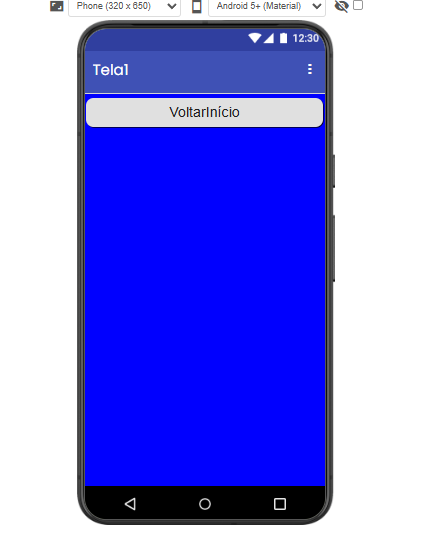 Phone (320 x 650)
Android 5+ (Material)
12:30
Tela1
VoltarInício